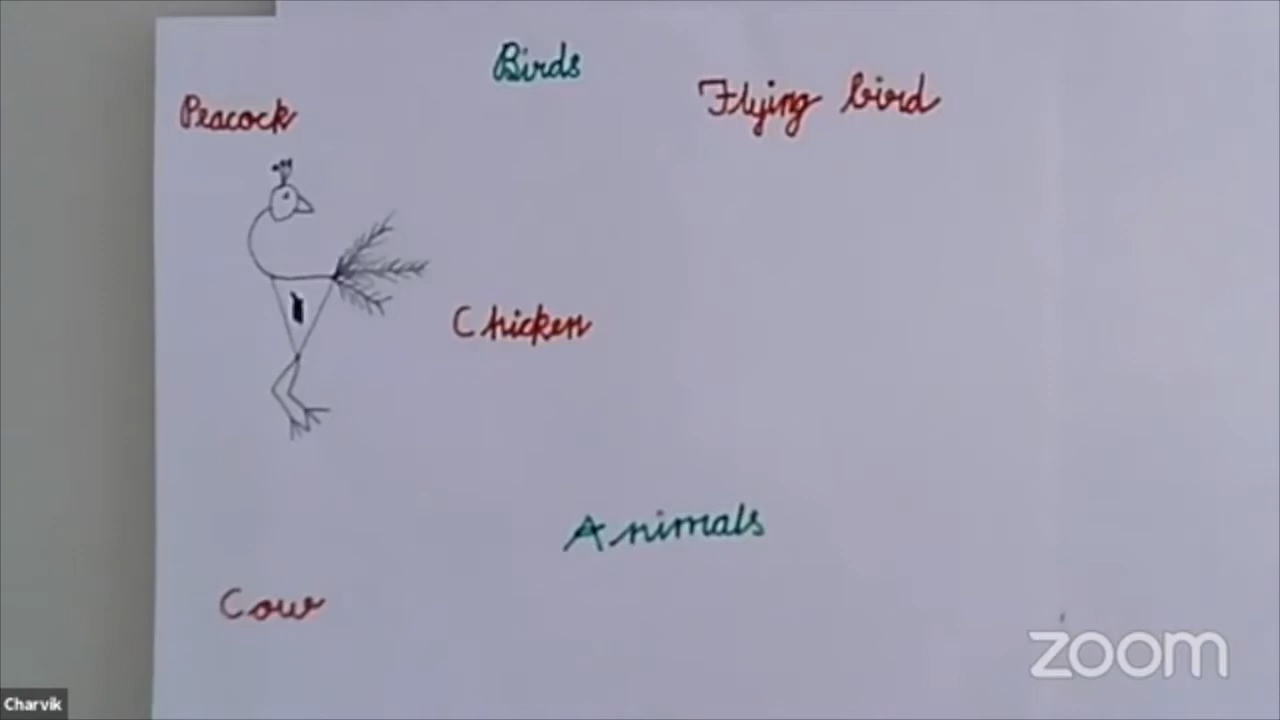 Birds
Peacock
Flying bird
Chicken
Animals
Cow
zoom
Charvik